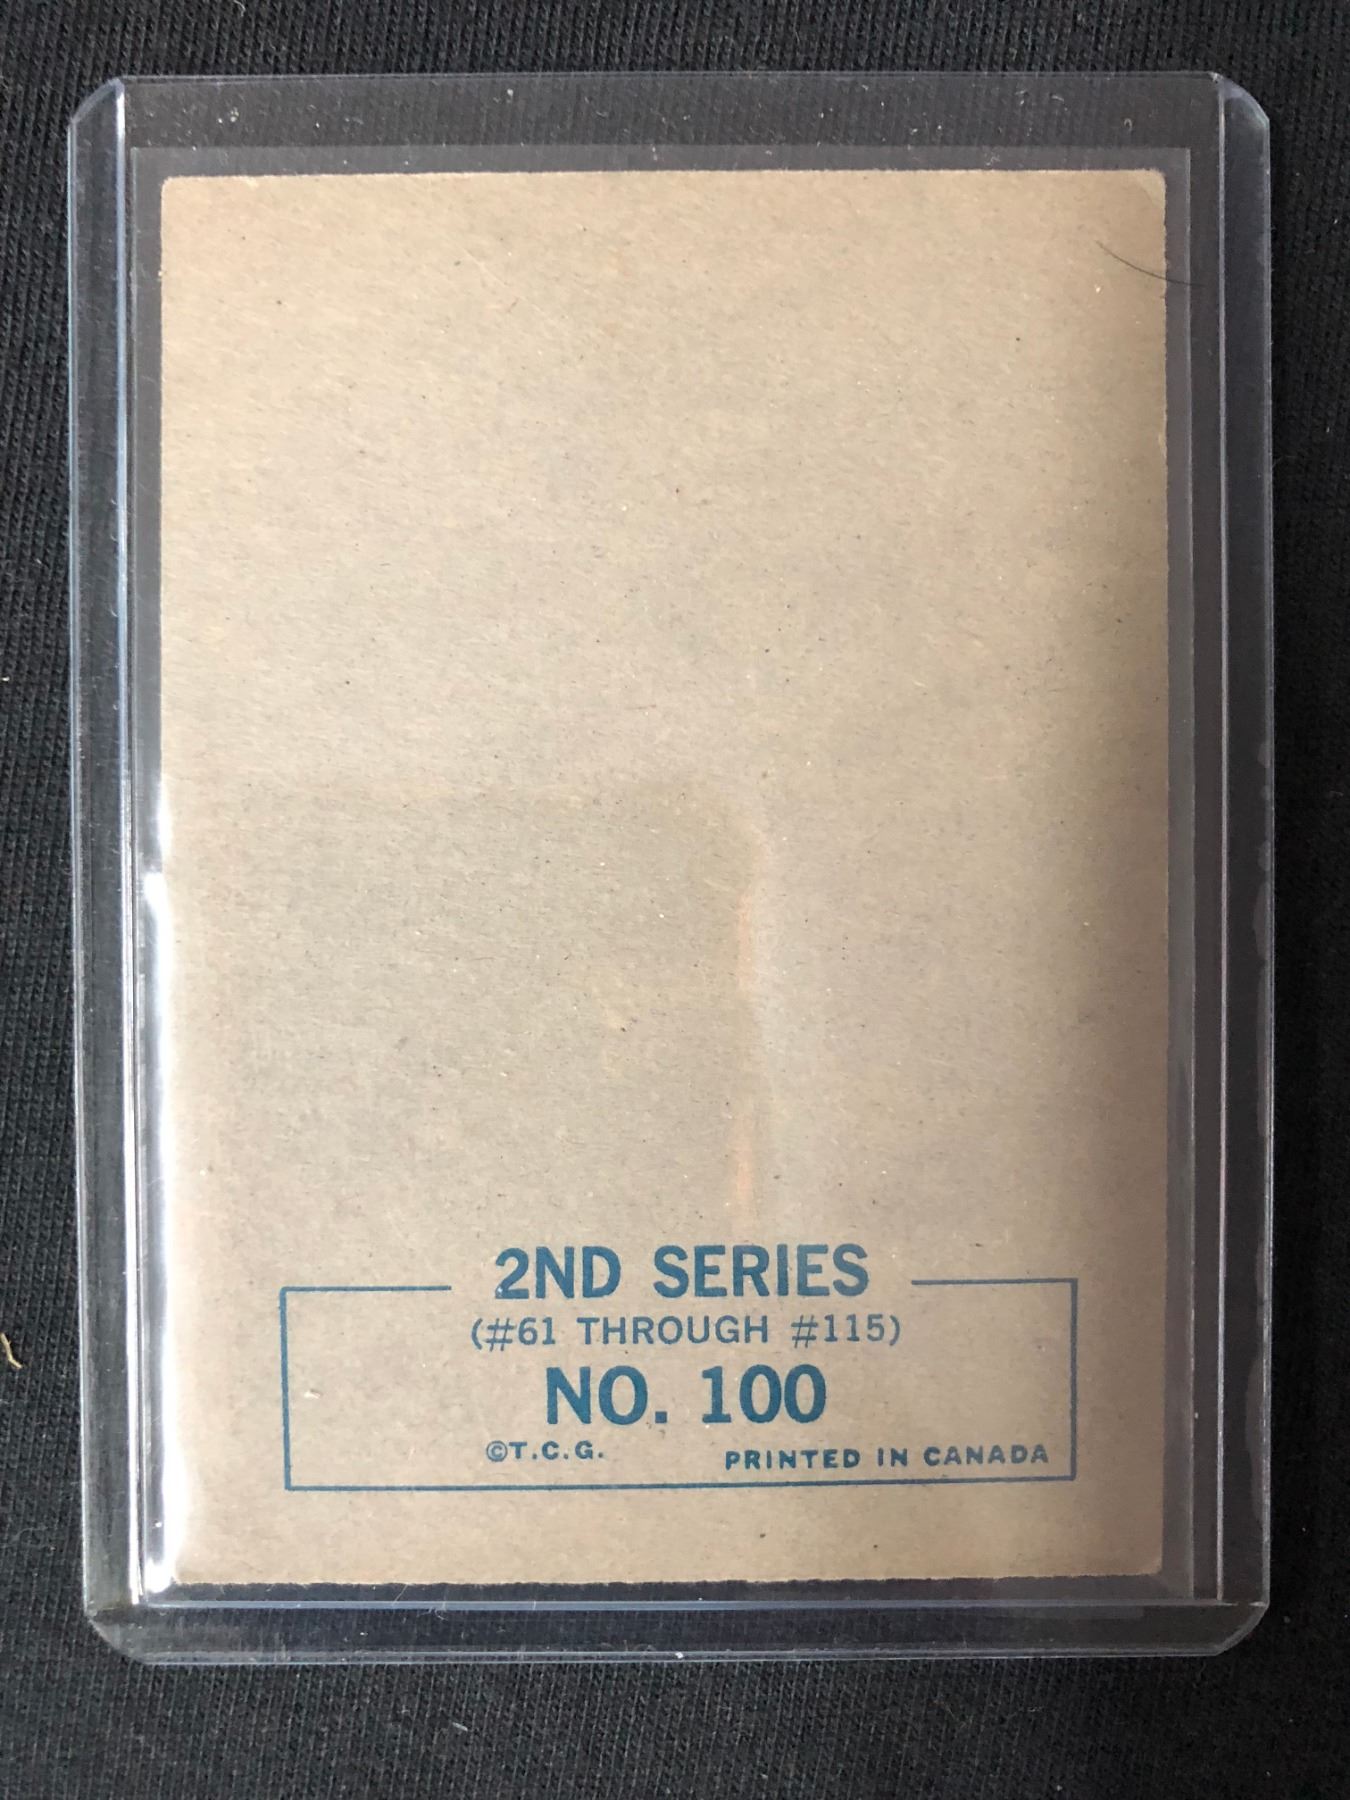 2ND SERIES
(#61 THROUGH #115)
NO. 100
©T.C.G. PRINTED IN CANADA